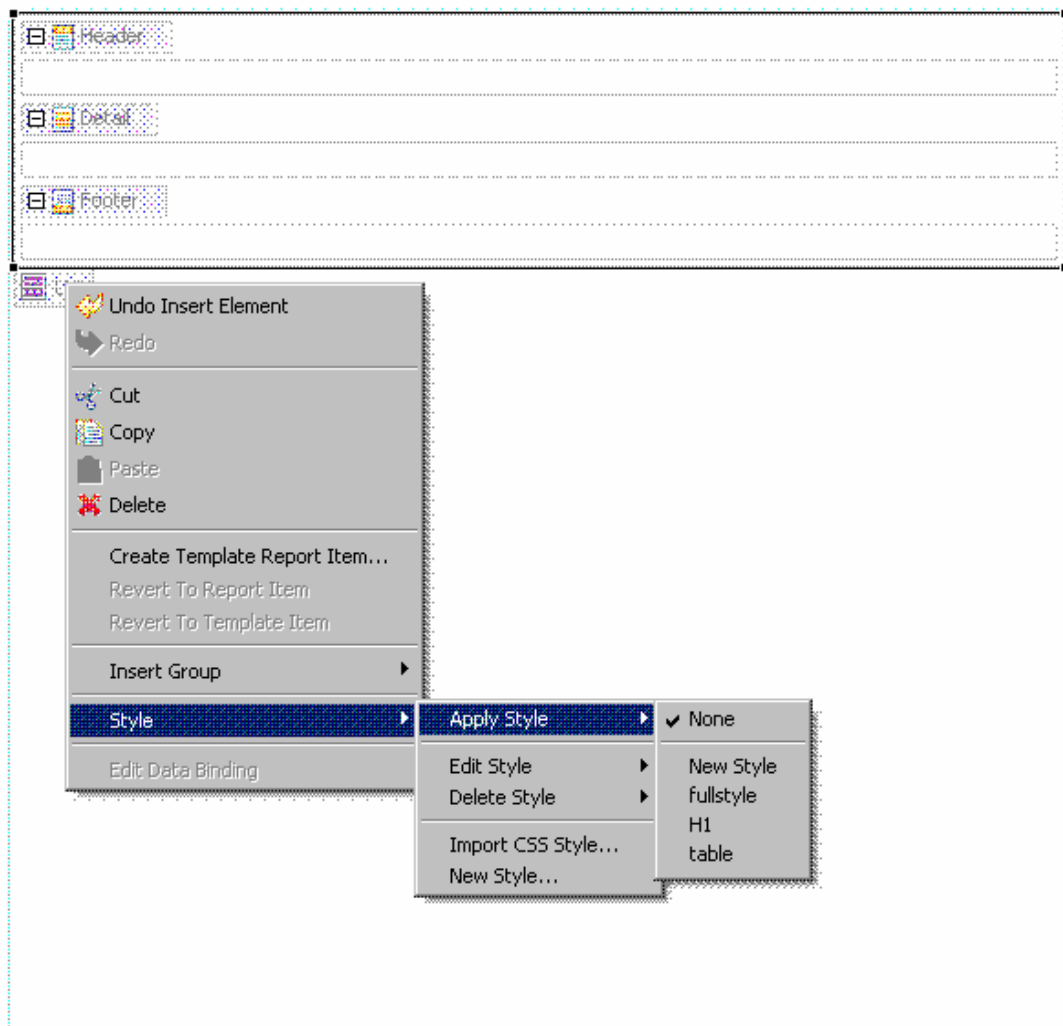 Header
Detail
Footer
Undo Insert Element
Redo
Cut
Copy
Paste
Delete
Create Template Report Item...
Revert To Report Item
Revert To Template Item
Insert Group
Style
Edit Data Binding
Apply Style
Edit Style
Delete Style
Import CSS Style...
New Style...
None
New Style
fullstyle
H1
table